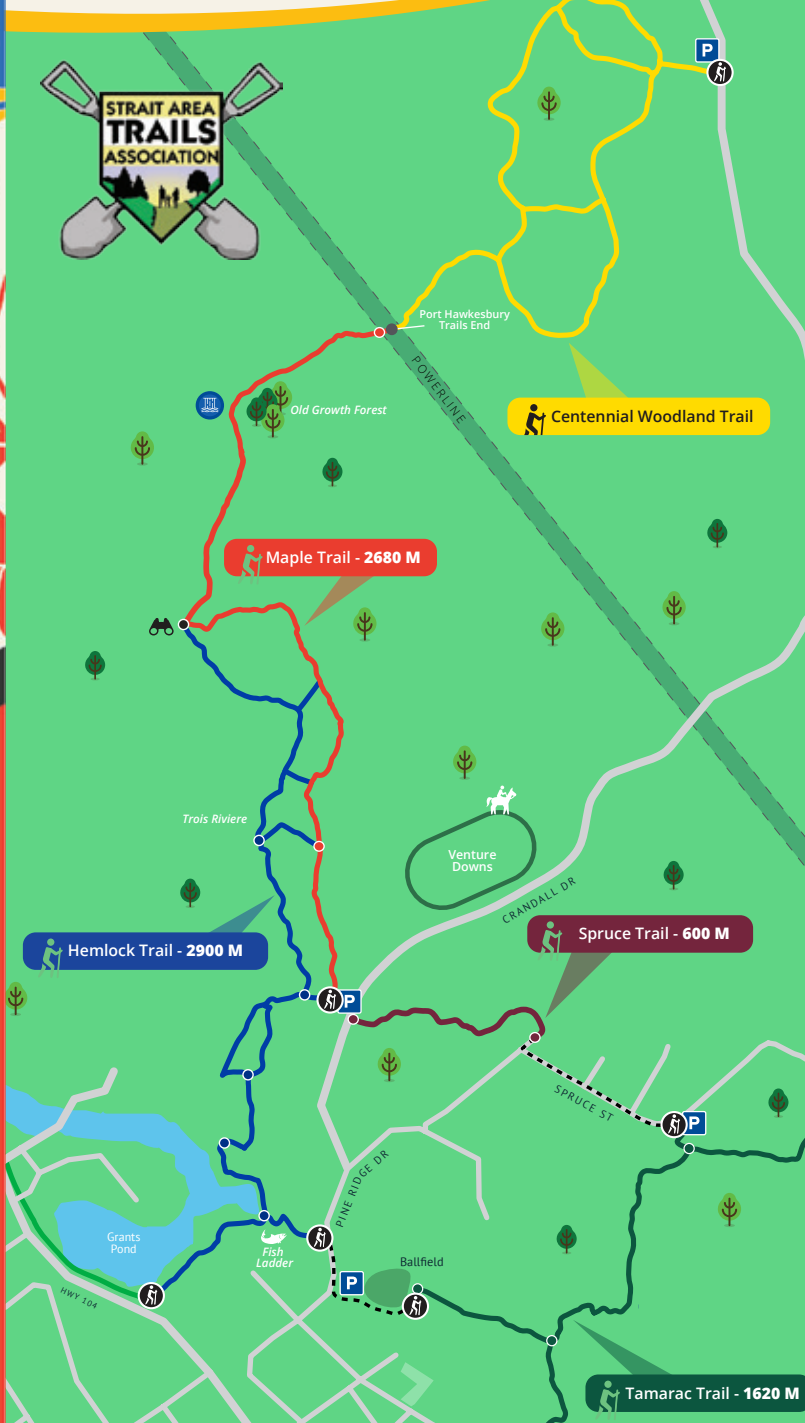 P
STRAIT AREA
TRAILS
ASSOCIATION
Port Hawkesbury
Trails End
POWERLINE
Old Growth Forest
Centennial Woodland Trail
Maple Trail - 2680 M
Trois Riviere
Venture
Downs
CRANDALL DR
Spruce Trail - 600 M
Hemlock Trail - 2900 M
P
SPRUCE ST
P
PINE RIDGE DR
Grants
Pond
Fish
Ladder
Ballfield
P
HWY 104
Tamarac Trail - 1620 M